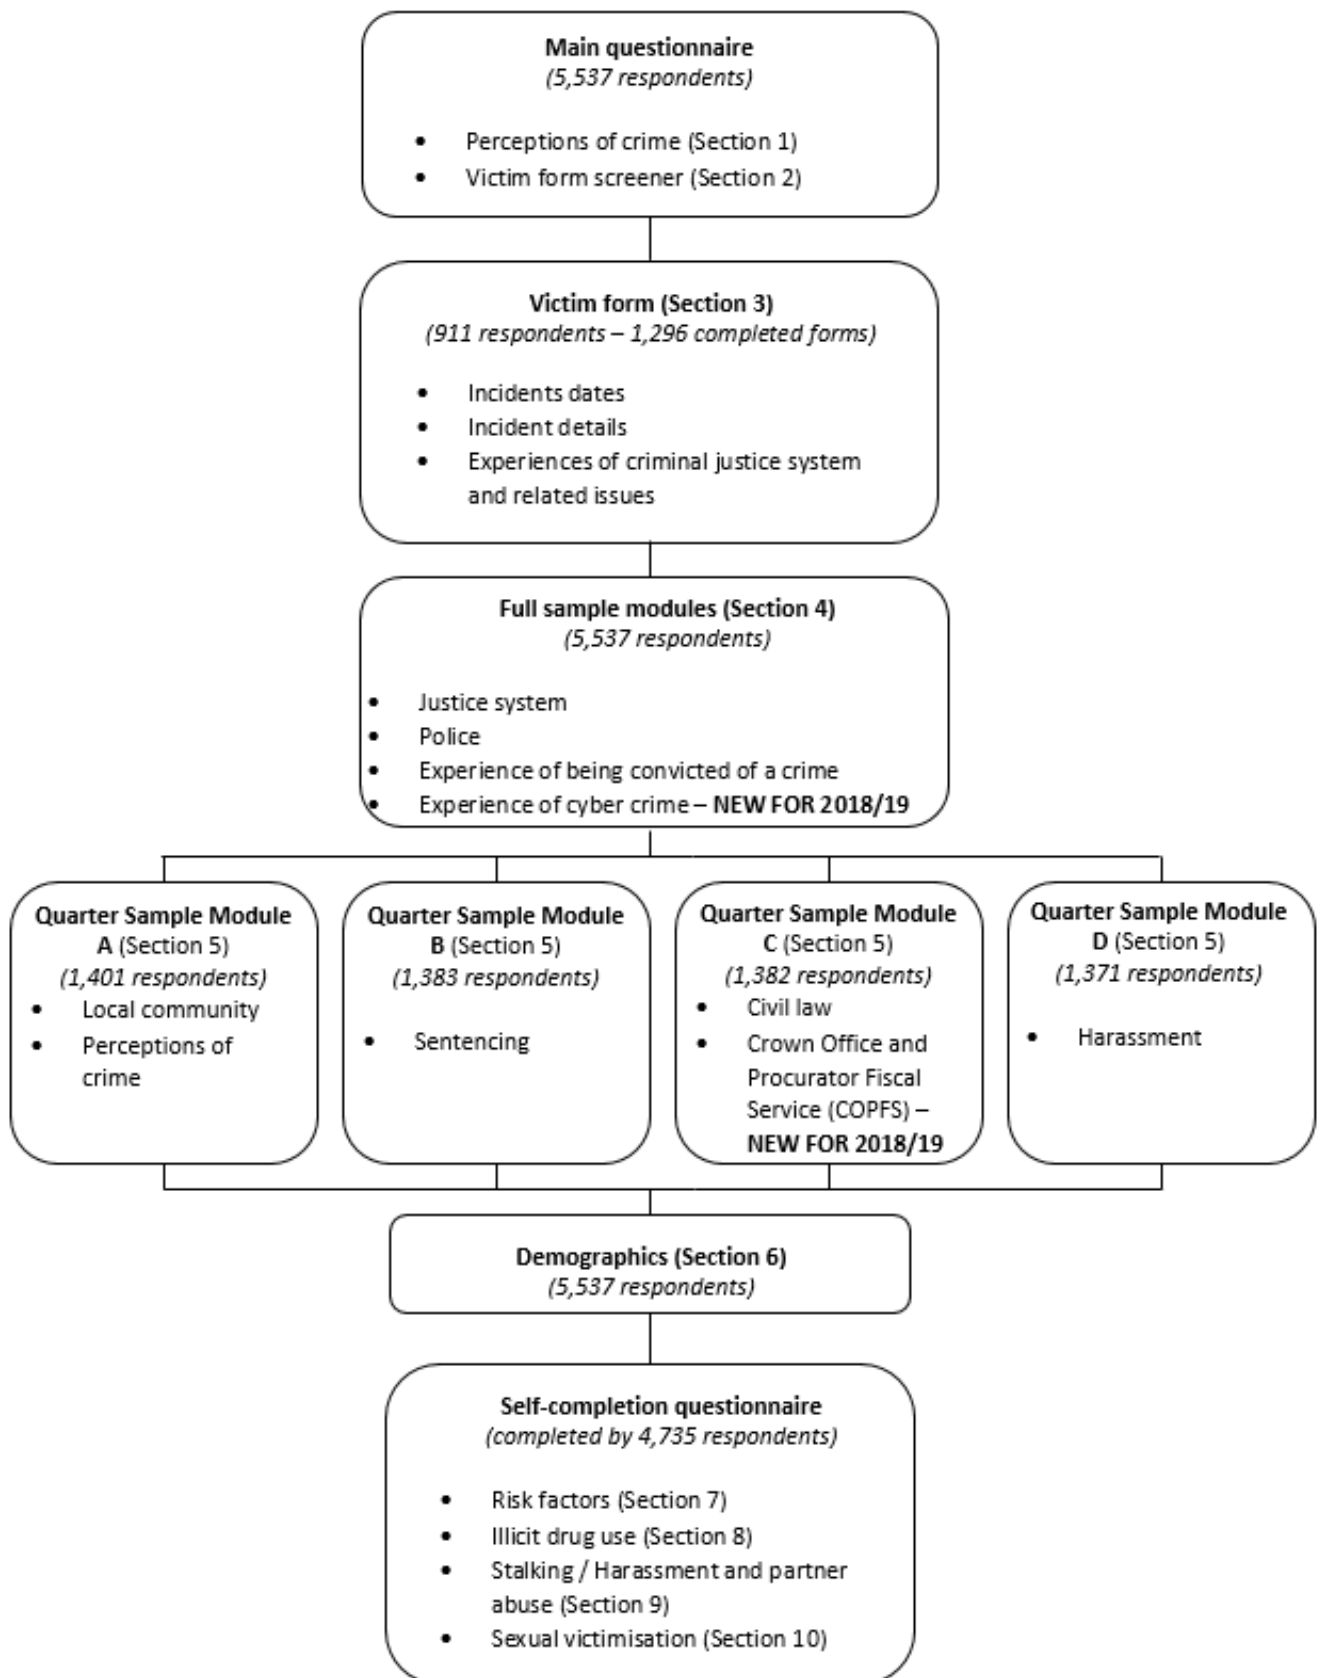 Main questionnaire
(5,537 respondents)
• Perceptions of crime (Section 1)
• Victim form screener (Section 2)
Victim form (Section 3)
(911 respondents – 1,296 completed forms)
• Incidents dates
• Incident details
• Experiences of criminal justice system
and related issues
Full sample modules (Section 4)
(5,537 respondents)
• Justice system
• Police
• Experience of being convicted of a crime
• Experience of cyber crime – NEW FOR 2018/19
Quarter Sample Module
A (Section 5)
(1,401 respondents)
• Local community
• Perceptions of
crime
Quarter Sample Module
B (Section 5)
(1,383 respondents)
• Sentencing
Quarter Sample Module
C (Section 5)
(1,382 respondents)
• Civil law
• Crown Office and
Procurator Fiscal
Service (COPFS) –
NEW FOR 2018/19
Quarter Sample Module
D (Section 5)
(1,371 respondents)
• Harassment
Demographics (Section 6)
(5,537 respondents)
Self-completion questionnaire
(completed by 4,735 respondents)
• Risk factors (Section 7)
• Illicit drug use (Section 8)
• Stalking / Harassment and partner
abuse (Section 9)
• Sexual victimisation (Section 10)